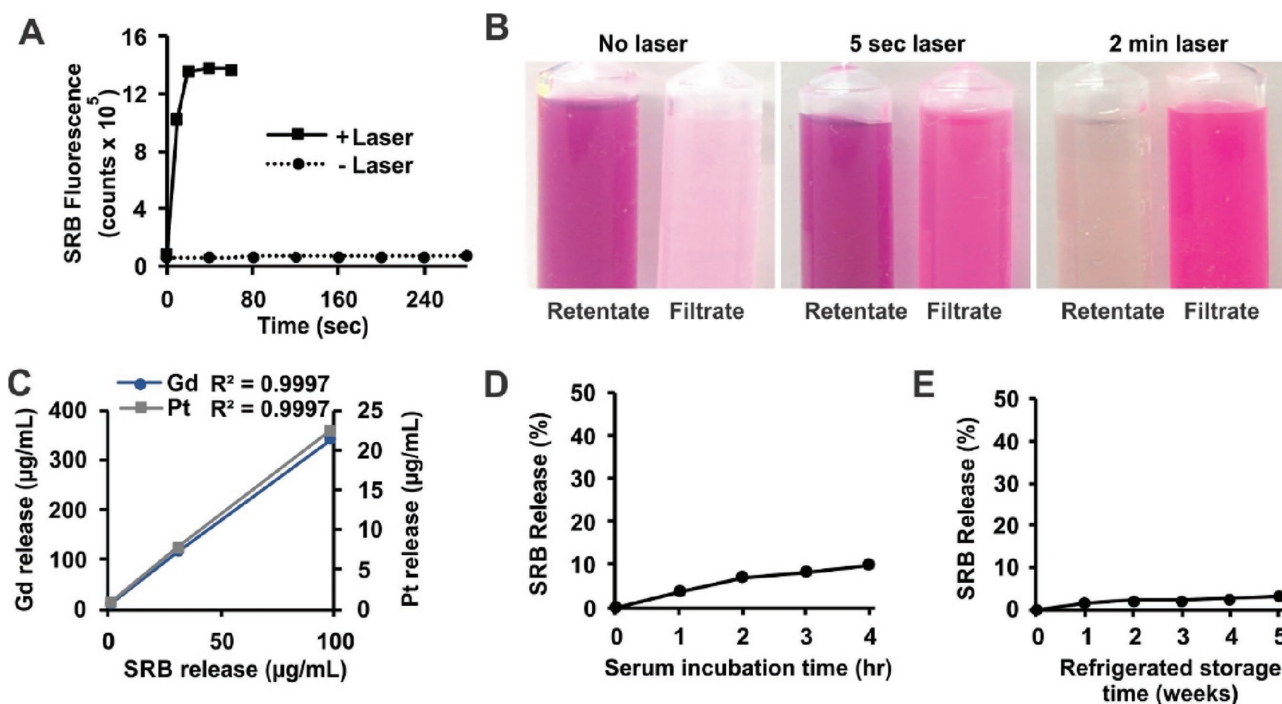 A
16
12
8
4
0
SRB Fluorescence
(counts x 10⁵)
+ Laser
- Laser
0 80 160 240
Time (sec)
B
No laser
5 sec laser
2 min laser
Retentate Filtrate
Retentate Filtrate
Retentate Filtrate
C
Gd R² = 0.9997
Pt R² = 0.9997
400
300
200
100
0
Gd release (µg/mL)
25
20
15
10
5
0
Pt release (µg/mL)
0 50 100
SRB release (µg/mL)
D
50
40
30
20
10
0
SRB Release (%)
0 1 2 3 4
Serum incubation time (hr)
E
50
40
30
20
10
0
SRB Release (%)
0 1 2 3 4 5
Refrigerated storage
time (weeks)